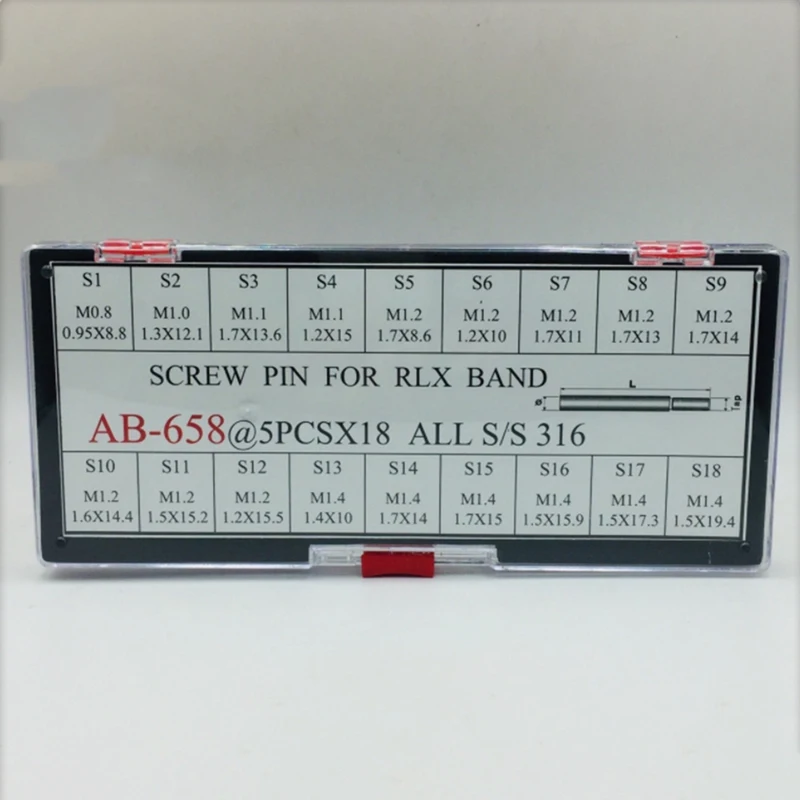 S1 S2 S3 S4 S5 S6 S7 S8 S9
M0.8 M1.0 M1.1 M1.1 M1.2 M1.2 M1.2 M1.2 M1.2
0.95X8.8 1.3X12.1 1.7X13.6 1.2X15 1.7X8.6 1.2X10 1.7X11 1.7X13 1.7X14
SCREW PIN FOR RLX BAND
L
ø
tap
AB-658@5PCSX18 ALL S/S 316
S10 S11 S12 S13 S14 S15 S16 S17 S18
M1.2 M1.2 M1.2 M1.4 M1.4 M1.4 M1.4 M1.4 M1.4
1.6X14.4 1.5X15.2 1.2X15.5 1.4X10 1.7X14 1.7X15 1.5X15.9 1.5X17.3 1.5X19.4